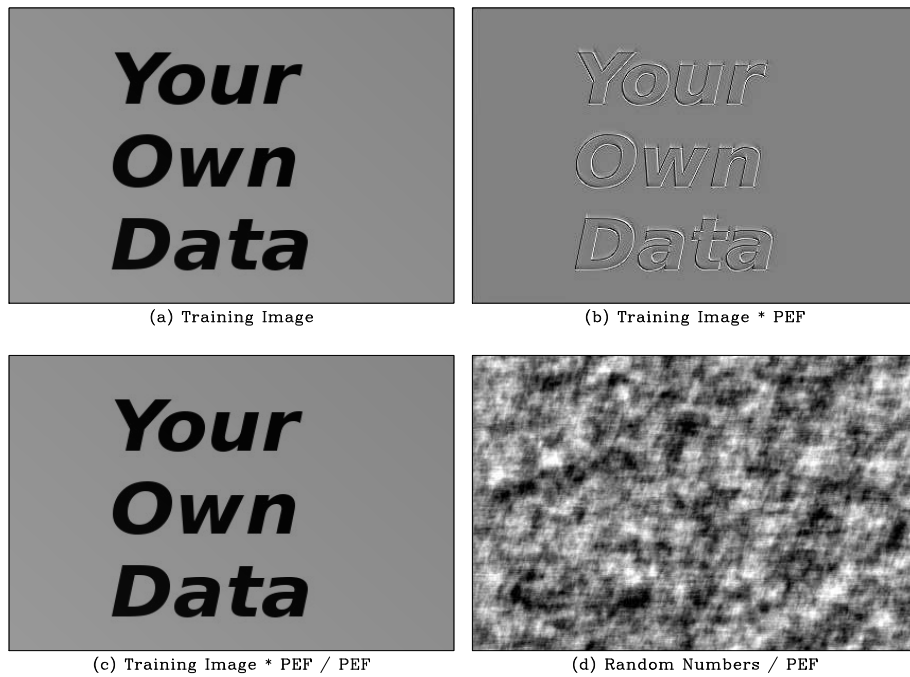 Your
Own
Data
(a) Training Image
Your
Own
Data
(b) Training Image * PEF
Your
Own
Data
(c) Training Image * PEF / PEF
(d) Random Numbers / PEF